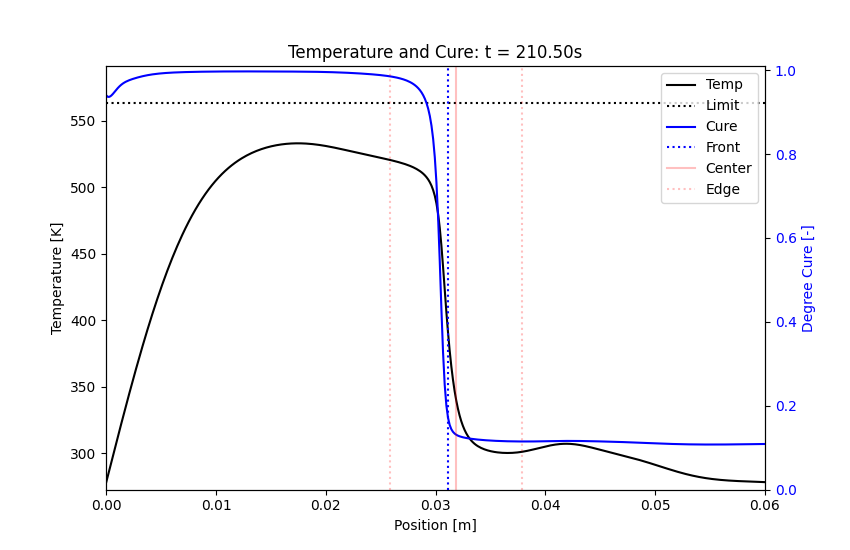 Temperature and Cure: t = 210.50s
Temp
Limit
Cure
Front
Center
Edge
Temperature [K]
550
500
450
400
350
300
Degree Cure [-]
1.0
0.8
0.6
0.4
0.2
0.0
0.00 0.01 0.02 0.03 0.04 0.05 0.06
Position [m]